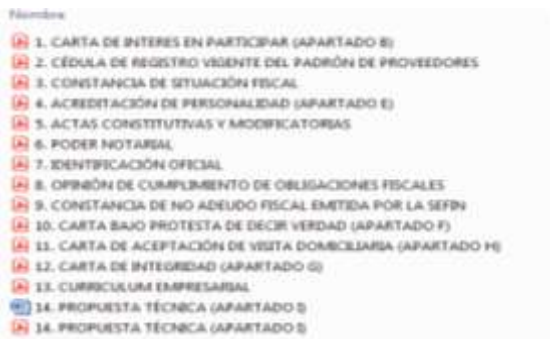 Nombre
1. CARTA DE INTERES EN PARTICIPAR (APARTADO B)
2. CÉDULA DE REGISTRO VIGENTE DEL PADRÓN DE PROVEEDORES
3. CONSTANCIA DE SITUACIÓN FISCAL
4. ACREDITACIÓN DE PERSONALIDAD (APARTADO E)
5. ACTAS CONSTITUTIVAS Y MODIFICATORIAS
6. PODER NOTARIAL
7. IDENTIFICACIÓN OFICIAL
8. OPINIÓN DE CUMPLIMIENTO DE OBLIGACIONES FISCALES
9. CONSTANCIA DE NO ADEUDO FISCAL EMITIDA POR LA SEFIN
10. CARTA BAJO PROTESTA DE DECIR VERDAD (APARTADO F)
11. CARTA DE ACEPTACIÓN DE VISITA DOMICILIARIA (APARTADO H)
12. CARTA DE INTEGRIDAD (APARTADO G)
13. CURRICULUM EMPRESARIAL
14. PROPUESTA TÉCNICA (APARTADO I)
14. PROPUESTA TÉCNICA (APARTADO I)